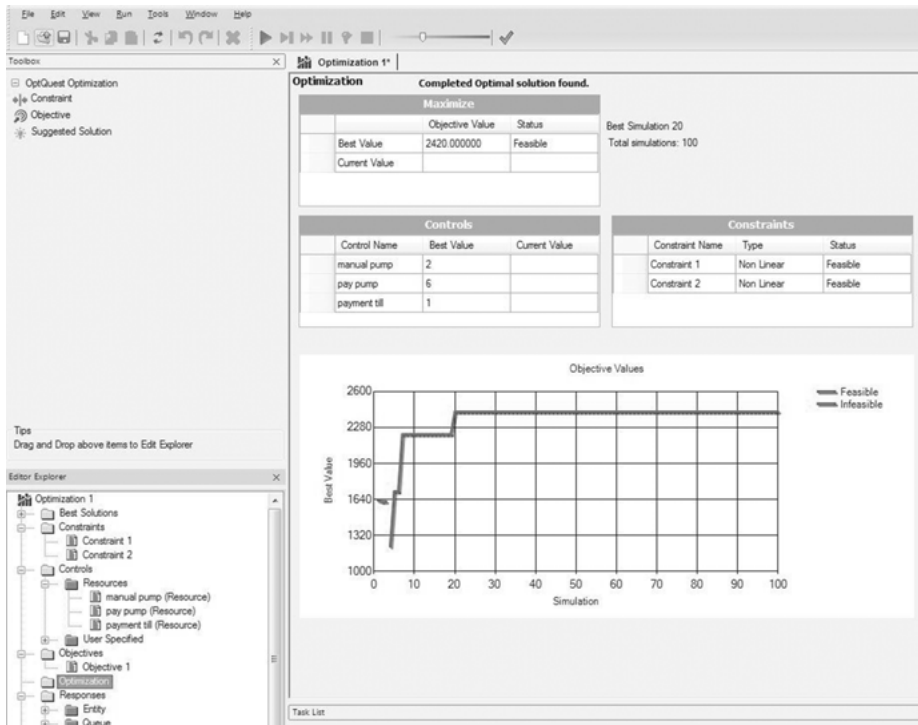 File Edit View Run Tools Window Help
Toolbox
OptQuest Optimization
Constraint
Objective
Suggested Solution
Tips
Drag and Drop above items to Edit Explorer
Editor Explorer
Optimization 1
Best Solutions
Constraints
Constraint 1
Constraint 2
Controls
Resources
manual pump (Resource)
pay pump (Resource)
payment till (Resource)
User Specified
Objectives
Objective 1
Optimization
Responses
Entity
Queue
Optimization 1*
Optimization Completed Optimal solution found.
Maximize
Objective Value Status
Best Value 2420.000000 Feasible
Current Value
Best Simulation 20
Total simulations: 100
Controls
Control Name Best Value Current Value
manual pump 2
pay pump 6
payment till 1
Constraints
Constraint Name Type Status
Constraint 1 Non Linear Feasible
Constraint 2 Non Linear Feasible
Objective Values
Feasible
Infeasible
2600
2280
1960
1640
1320
1000
Best Value
0 10 20 30 40 50 60 70 80 90 100
Simulation
Task List